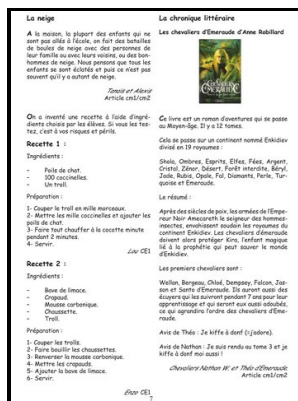 La neige
A la maison, la plupart des enfants qui ne
sont pas allés à l'école, on fait des batailles
de boules de neige avec des personnes de
leur famille ou avec leurs voisins, ou des bon-
hommes de neige. Nous pensons que tous les
enfants se sont éclatés et puis ce n'est pas
souvent qu'il y a autant de neige.
Tanaïs et Alexis
Article cm1/cm2
On a inventé une recette à l'aide d'ingré-
dients choisis par les élèves. Si vous les tes-
tez, c'est à vos risques et périls.
Recette 1 :
Ingrédients :
- Poils de chat.
- 100 coccinelles.
- Un troll.
Préparation :
1- Couper le troll en mille morceaux.
2- Mettre les mille coccinelles et ajouter les
poils de chat.
3- Faire tout chauffer à la cocotte minute
pendant 2 minutes.
4- Servir.
Lou CE1
Recette 2 :
Ingrédients :
- Bave de limace.
- Crapaud.
- Mousse carbonique.
- Chaussette.
- Troll.
Préparation :
1- Couper les trolls.
2- Faire bouillir les chaussettes.
3- Renverser la mousse carbonique.
4- Mettre les crapauds.
5- Ajouter la bave de limace.
6- Servir.
Enzo CE1
La chronique littéraire
Les chevaliers d'Emeraude d'Anne Robillard
Ce livre est un roman d'aventures qui se passe
au Moyen-âge. Il y a 12 tomes.
Cela se passe sur un continent nommé Enkidiev
divisé en 19 royaumes :
Shola, Ombres, Esprits, Elfes, Fées, Argent,
Cristal, Zénor, Désert, Forêt interdite, Béryl,
Jade, Rubis, Opale, Fal, Diamants, Perle, Tur-
quoise et Emeraude.
Le résumé :
Après des siècles de paix, les armées de l'Empe-
reur Noir Amecareth le seigneur des hommes-
insectes, envahissent soudain les royaumes du
continent Enkidiev. Les chevaliers d'émeraude
doivent alors protéger Kira, l'enfant magique
lié à la prophétie qui peut sauver le monde
d'Enkidiev.
Les premiers chevaliers sont :
Wellan, Bergeau, Chloé, Dempsey, Falcon, Jas-
son et Santo d'Emeraude. Ils auront aussi des
écuyers qui les suivront pendant 7 ans pour leur
apprentissage et qui seront eux aussi adoubés,
ce qui agrandira l'ordre des chevaliers d'Eme-
raude.
Avis de Théo : Je kiffe à donf (=j'adore).
Avis de Nathan : Je suis rendu au tome 3 et je
kiffe à donf moi aussi !
Chevaliers Nathan W. et Théo d'Emeraude.
Article cm1/cm2
7